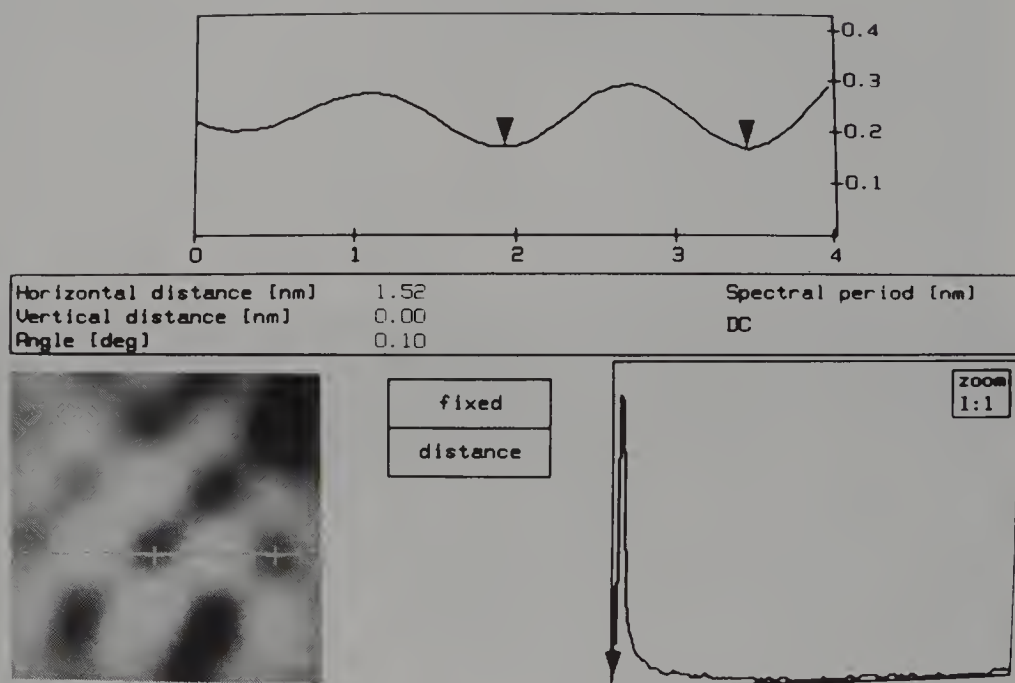 0.4
0.3
0.2
0.1
0 1 2 3 4
Horizontal distance [nm] 1.52 Spectral period [nm]
Vertical distance [nm] 0.00 DC
Angle [deg] 0.10
fixed
distance
zoom
1:1